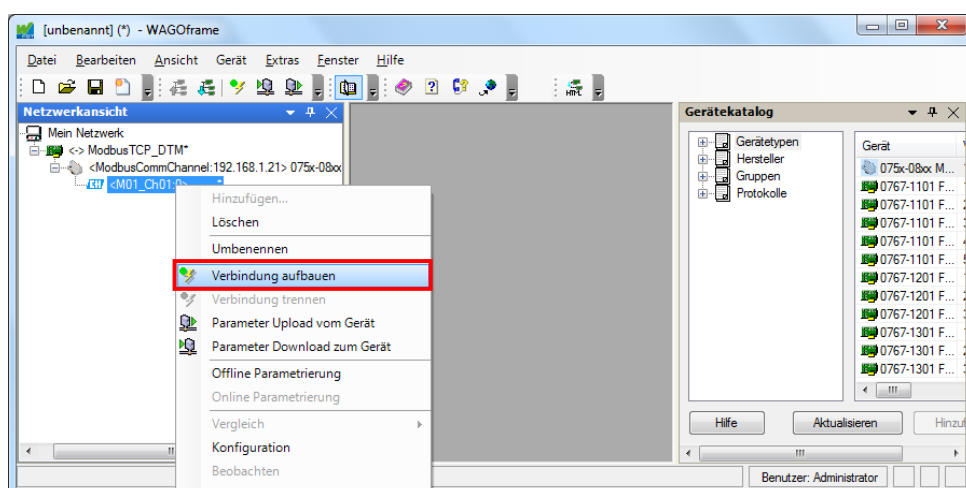 [unbenannt] (*) - WAGOframe
Datei Bearbeiten Ansicht Gerät Extras Fenster Hilfe
Netzwerkansicht
Mein Netzwerk
<-> ModbusTCP_DTM*
<ModbusCommChannel:192.168.1.21> 075x-08xx
<M01_Ch01:0>
Hinzufügen...
Löschen
Umbenennen
Verbindung aufbauen
Verbindung trennen
Parameter Upload vom Gerät
Parameter Download zum Gerät
Offline Parametrierung
Online Parametrierung
Vergleich
Konfiguration
Beobachten
Gerätekatalog
Gerätetypen
Hersteller
Gruppen
Protokolle
Gerät
075x-08xx M...
0767-1101 F...
0767-1101 F...
0767-1101 F...
0767-1101 F...
0767-1101 F...
0767-1201 F...
0767-1201 F...
0767-1201 F...
0767-1301 F...
0767-1301 F...
0767-1301 F...
Hilfe Aktualisieren Hinzuf
Benutzer: Administrator